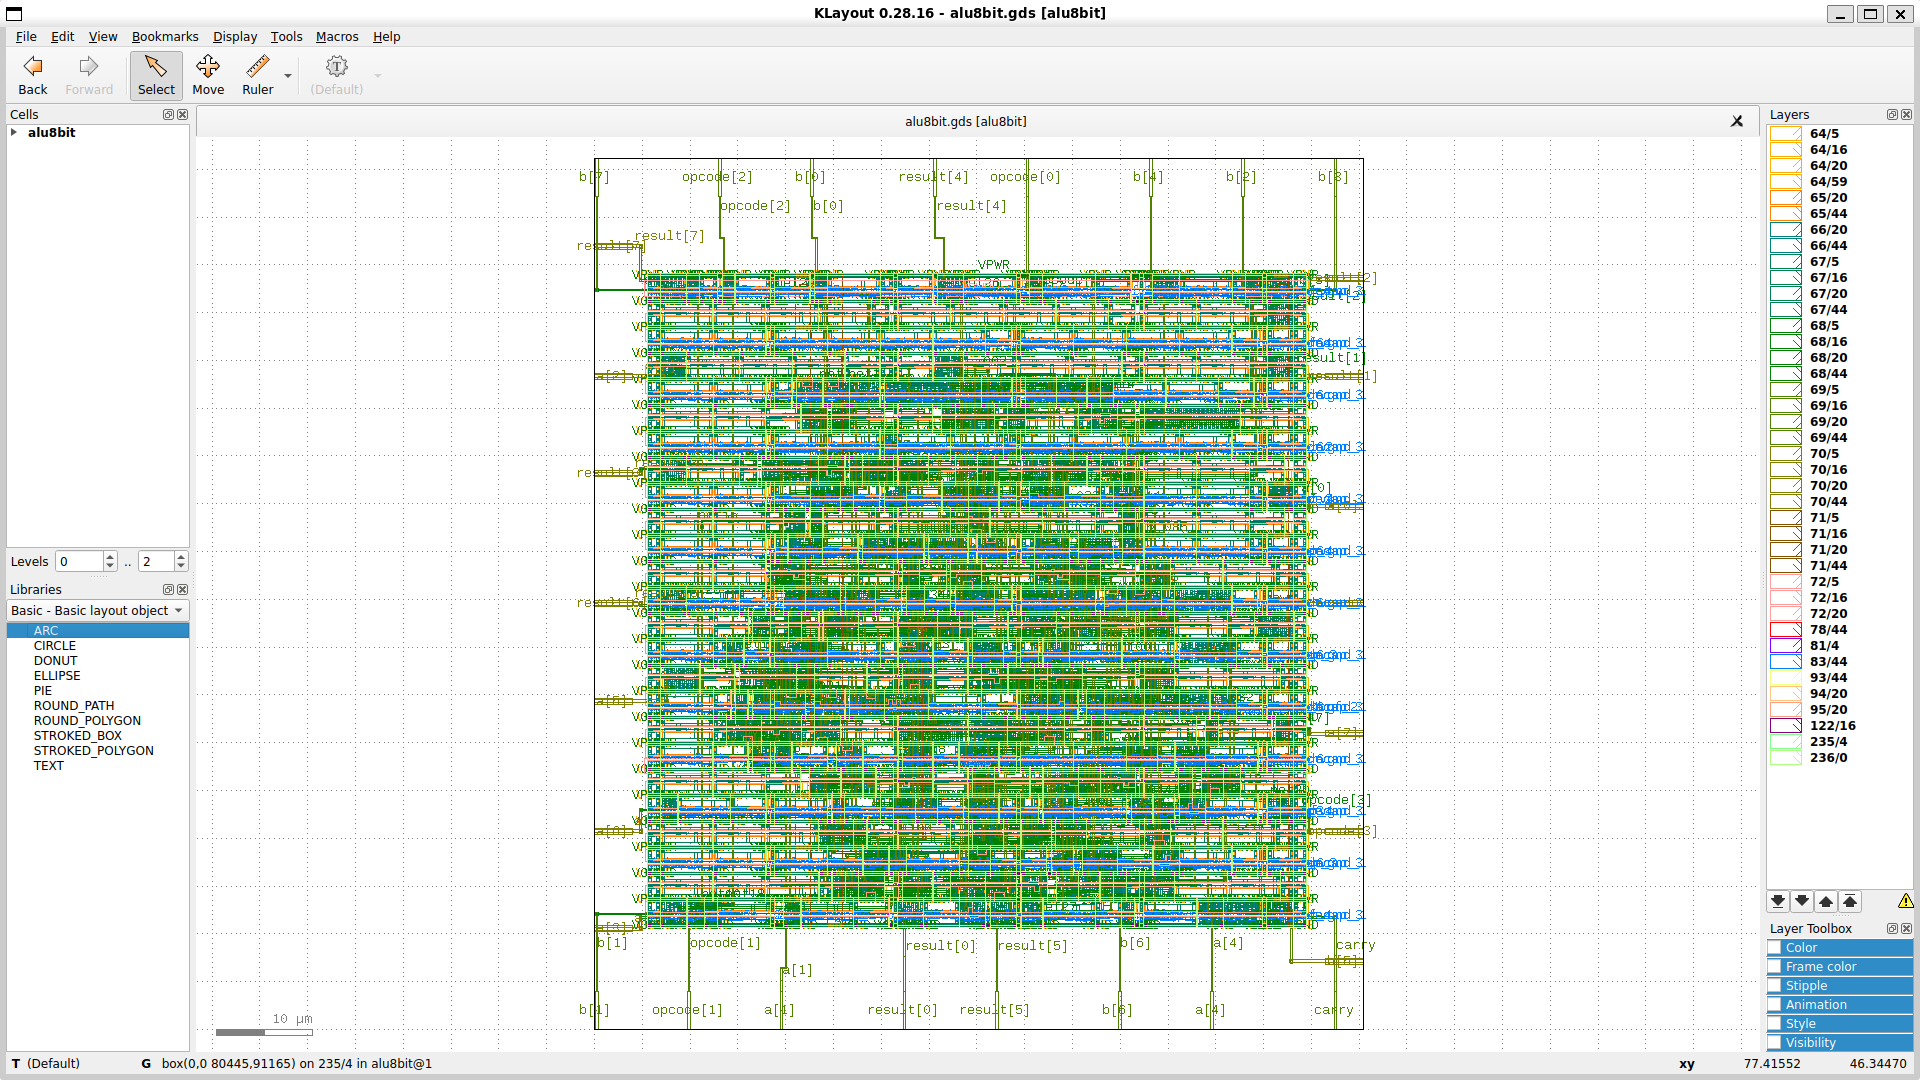 KLayout 0.28.16 - alu8bit.gds [alu8bit]
File Edit View Bookmarks Display Tools Macros Help
Back Forward Select Move Ruler (Default)
Cells
alu8bit
Levels 0 .. 2
Libraries
Basic - Basic layout object
ARC
CIRCLE
DONUT
ELLIPSE
PIE
ROUND_PATH
ROUND_POLYGON
STROKED_BOX
STROKED_POLYGON
TEXT
alu8bit.gds [alu8bit]
b[7] opcode[2] b[0] result[4] opcode[0] b[4] b[2] b[3]
opcode[2] b[0] result[4]
result[7]
VPWR
b[1] opcode[1] result[0] result[5] b[6] a[4] carry
a[1]
b[1] opcode[1] a[1] result[0] result[5] b[6] a[4] carry
10 µm
Layers
64/5
64/16
64/20
64/59
65/20
65/44
66/20
66/44
67/5
67/16
67/20
67/44
68/5
68/16
68/20
68/44
69/5
69/16
69/20
69/44
70/5
70/16
70/20
70/44
71/5
71/16
71/20
71/44
72/5
72/16
72/20
78/44
81/4
83/44
93/44
94/20
95/20
122/16
235/4
236/0
Layer Toolbox
Color
Frame color
Stipple
Animation
Style
Visibility
T (Default) G box(0,0 80445,91165) on 235/4 in alu8bit@1 xy 77.41552 46.34470